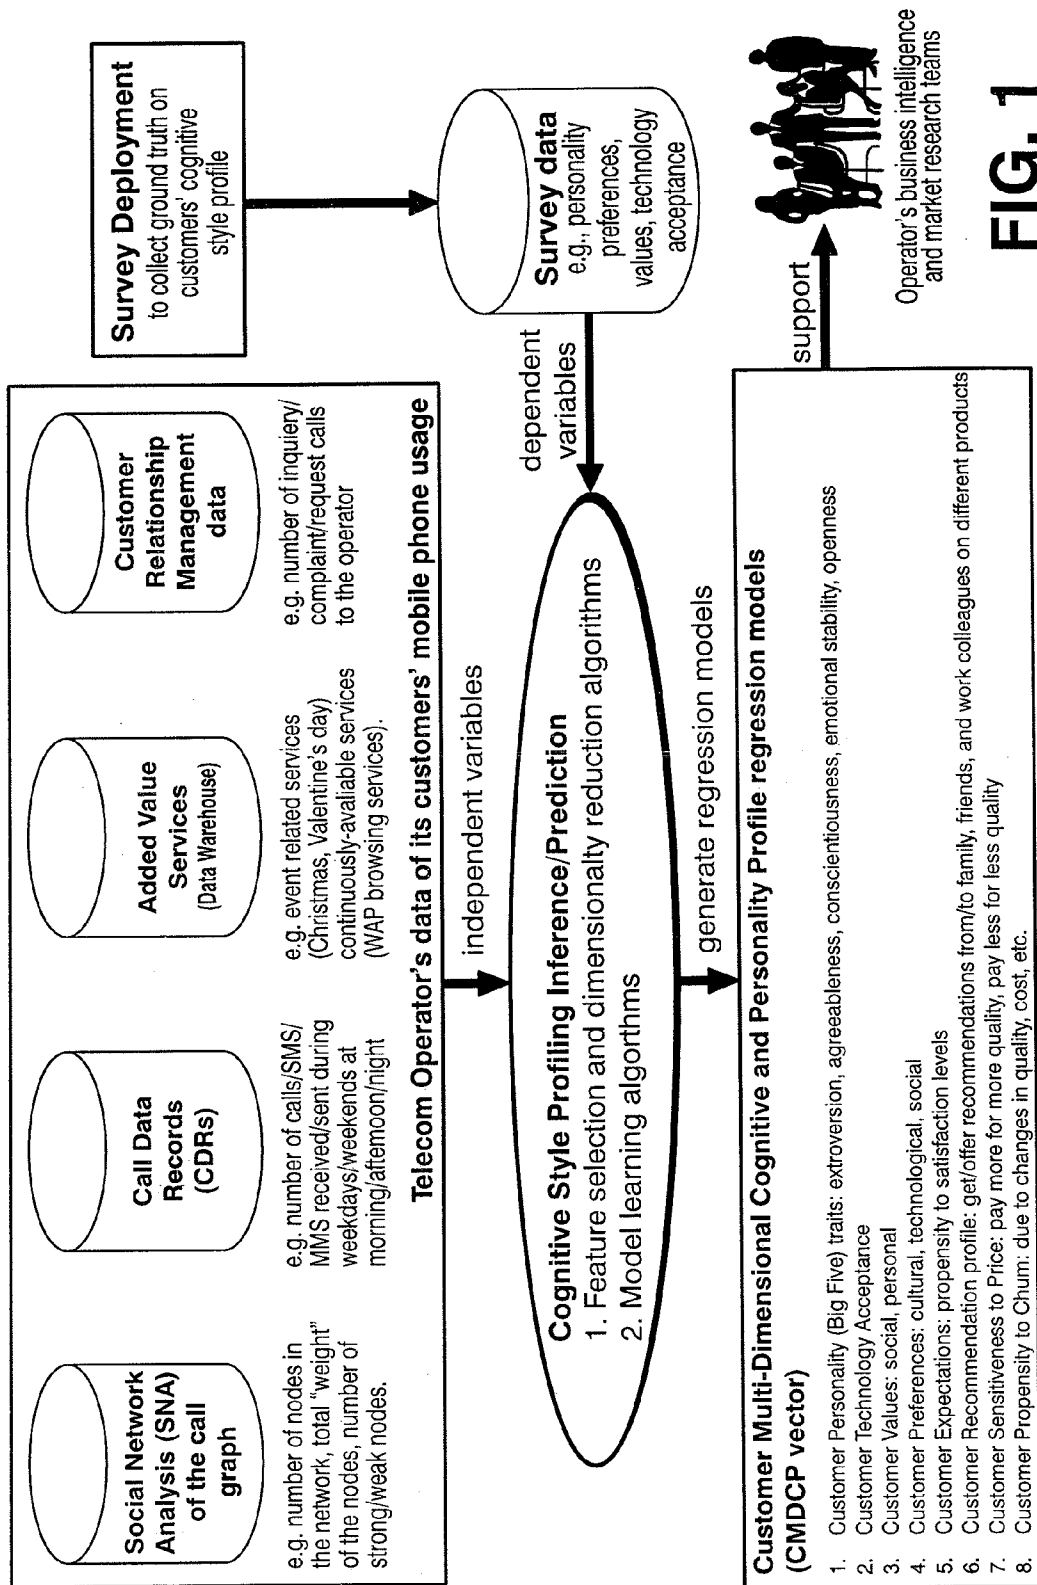 Social Network
Analysis (SNA)
of the call
graph
e.g. number of nodes in
the network, total “weight”
of the nodes, number of
strong/weak nodes.
Call Data
Records
(CDRs)
e.g. number of calls/SMS/
MMS received/sent during
weekdays/weekends at
morning/afternoon/night
Added Value
Services
(Data Warehouse)
e.g. event related services
(Christmas, Valentine's day)
continuously-avaliable services
(WAP browsing services).
Customer
Relationship
Management
data
e.g. number of inquiery/
complaint/request calls
to the operator
Telecom Operator's data of its customers' mobile phone usage
Survey Deployment
to collect ground truth on
customers' cognitive
style profile
independent variables
Survey data
e.g., personality
preferences,
values, technology
acceptance
dependent
variables
Cognitive Style Profiling Inference/Prediction
1. Feature selection and dimensionalty reduction algorithms
2. Model learning algorthms
generate regression models
Customer Multi-Dimensional Cognitive and Personality Profile regression models
(CMDCP vector)
1. Customer Personality (Big Five) traits: extroversion, agreeableness, conscientiousness, emotional stability, openness
2. Customer Technology Acceptance
3. Customer Values: social, personal
4. Customer Preferences: cultural, technological, social
5. Customer Expectations: propensity to satisfaction levels
6. Customer Recommendation profile: get/offer recommendations from/to family, friends, and work colleagues on different products
7. Customer Sensitiveness to Price: pay more for more quality, pay less for less quality
8. Customer Propensity to Churn: due to changes in quality, cost, etc.
support
Operator's business intelligence
and market research teams
FIG. 1